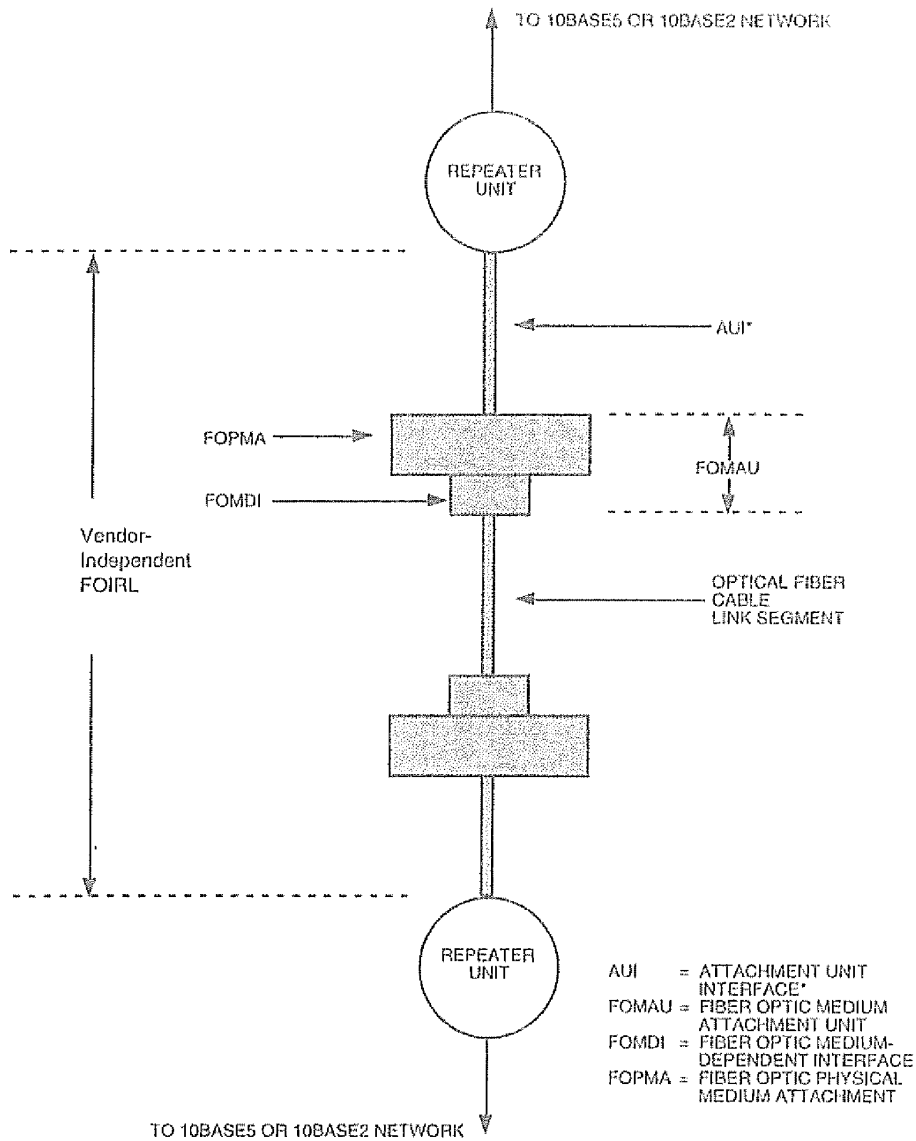 TO 10BASE5 OR 10BASE2 NETWORK
REPEATER
UNIT
AUI*
FOPMA
FOMAU
FOMDI
Vendor-
Independent
FOIRL
OPTICAL FIBER
CABLE
LINK SEGMENT
REPEATER
UNIT
AUI = ATTACHMENT UNIT
INTERFACE*
FOMAU = FIBER OPTIC MEDIUM
ATTACHMENT UNIT
FOMDI = FIBER OPTIC MEDIUM-
DEPENDENT INTERFACE
FOPMA = FIBER OPTIC PHYSICAL
MEDIUM ATTACHMENT
TO 10BASE5 OR 10BASE2 NETWORK